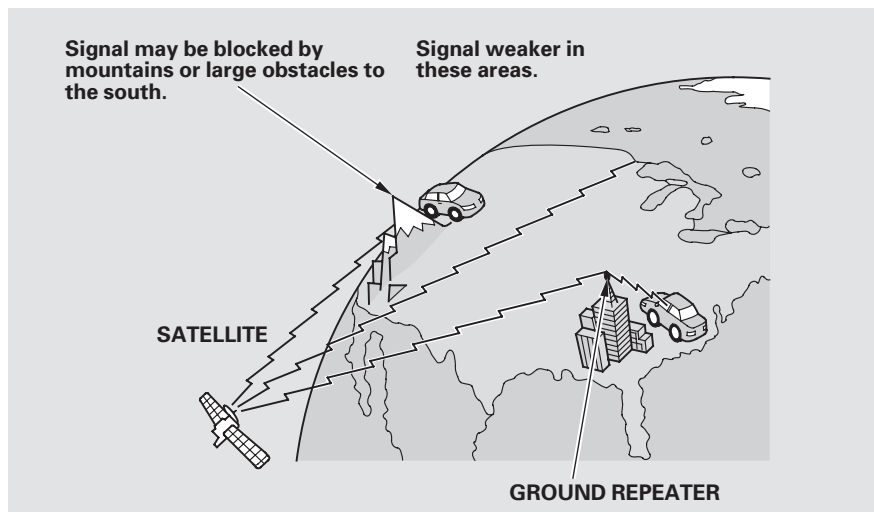 Signal may be blocked by
mountains or large obstacles to
the south.
Signal weaker in
these areas.
SATELLITE
GROUND REPEATER